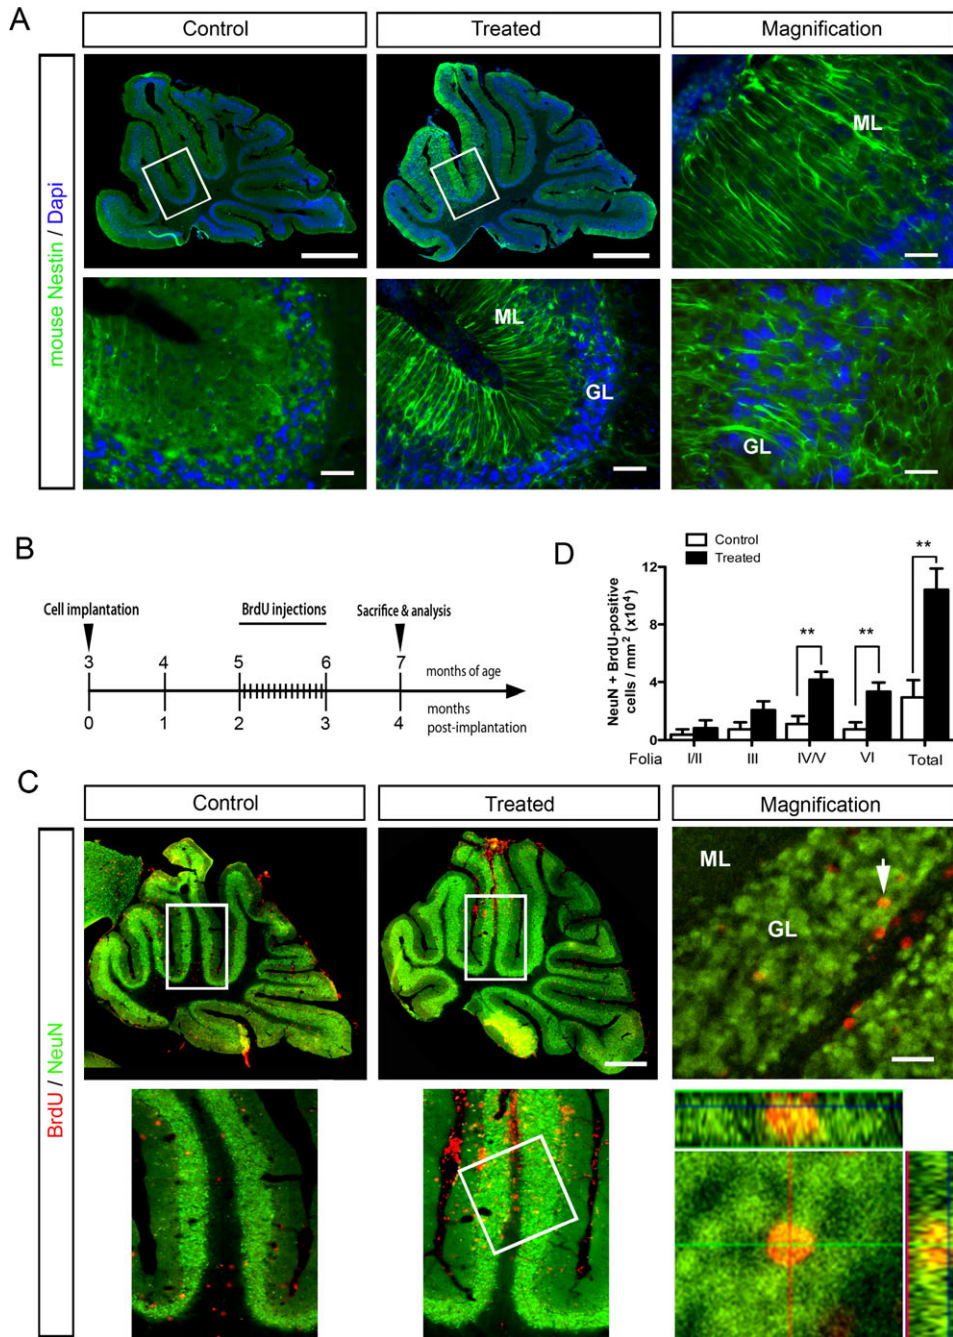 A
Control
Treated
Magnification
mouse Nestin / Dapi
ML
ML
GL
GL
B
Cell implantation
BrdU injections
Sacrifice & analysis
3 4 5 6 7
months of age
0 1 2 3 4
months
post-implantation
D
Control
Treated
NeuN + BrdU-positive
cells / mm² (x10⁴)
12
8
4
0
** ** **
Folia I/II III IV/V VI Total
C
Control
Treated
Magnification
BrdU / NeuN
ML
GL